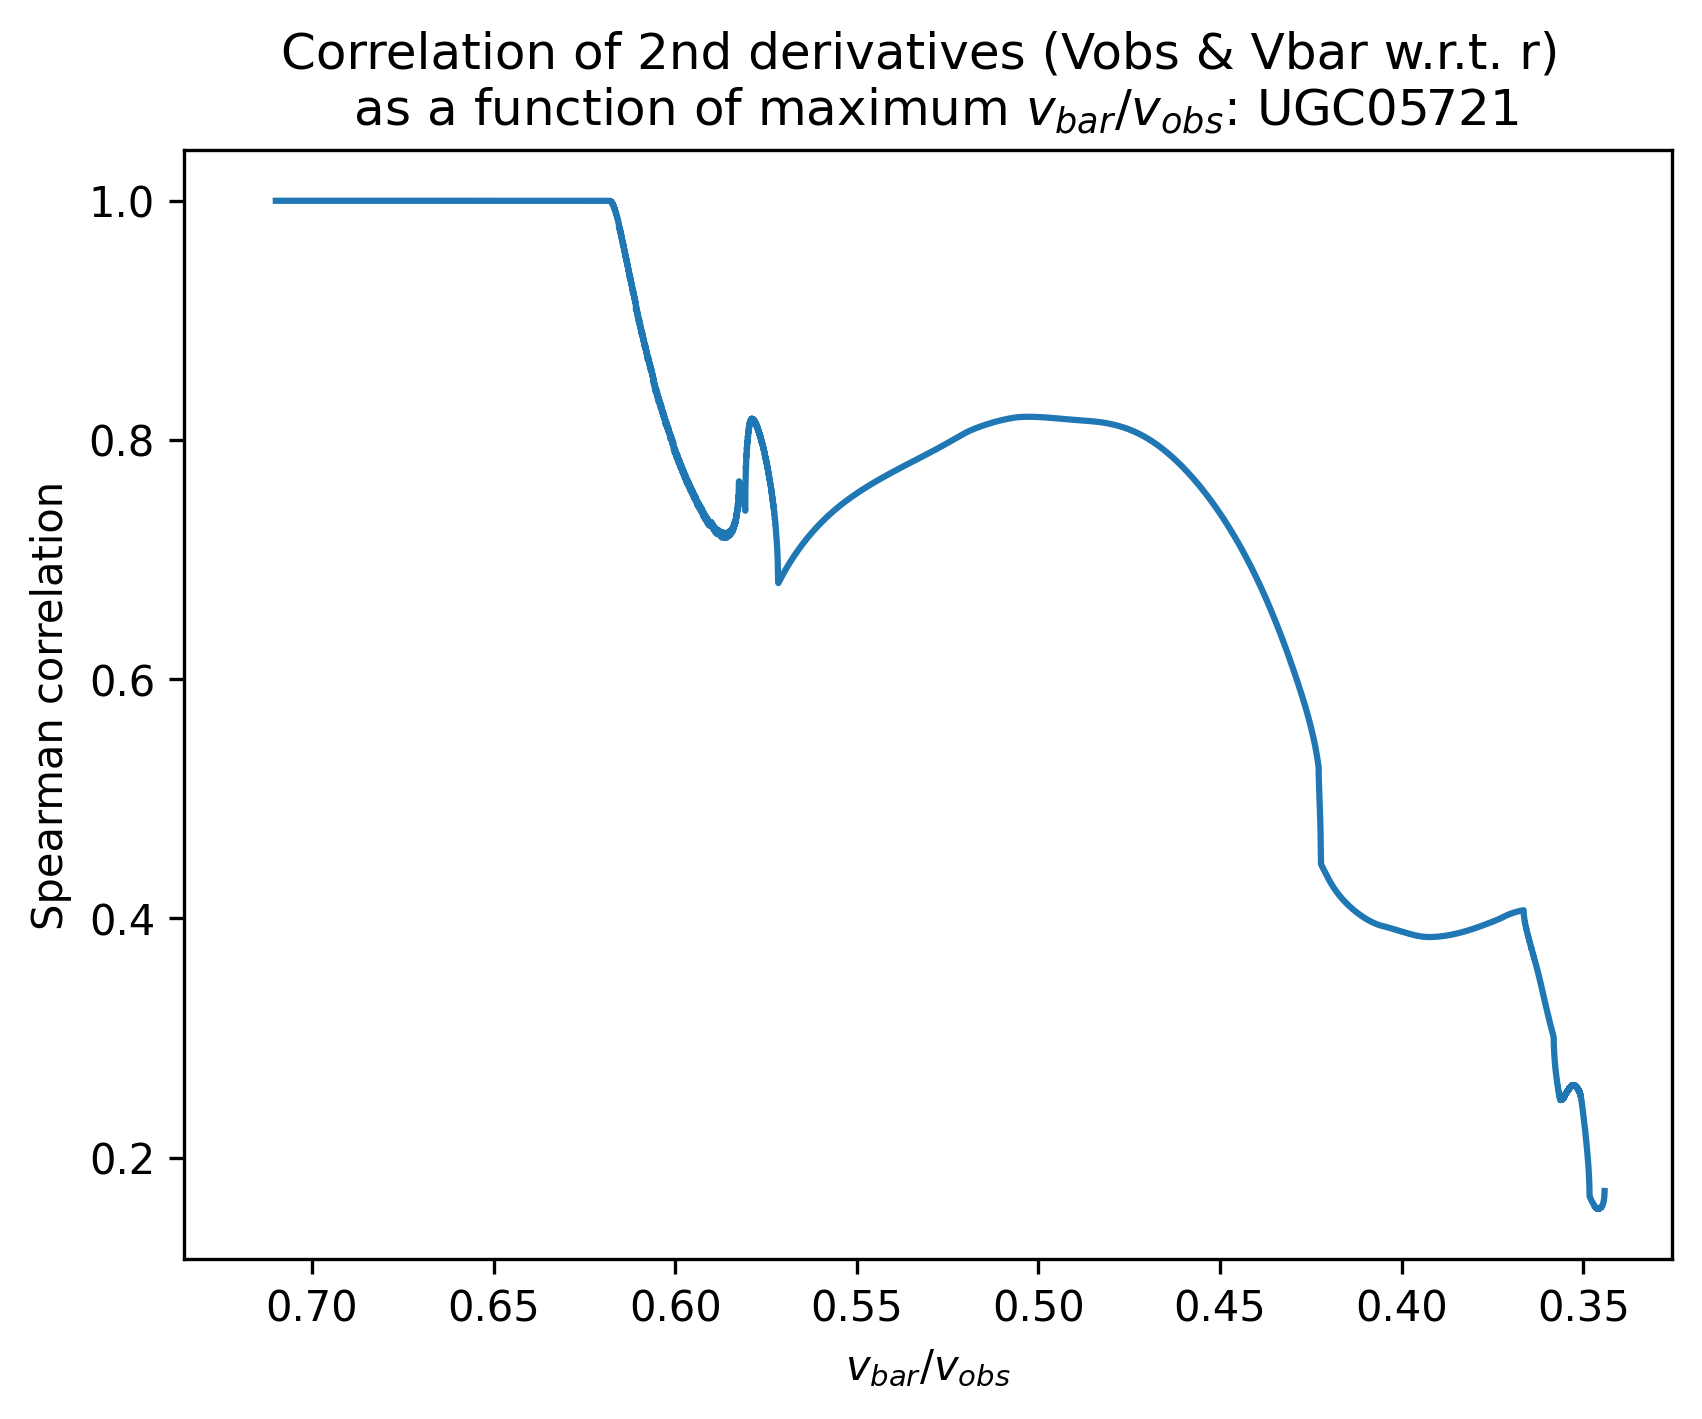 Correlation of 2nd derivatives (Vobs & Vbar w.r.t. r)
as a function of maximum v_bar/v_obs: UGC05721
1.0
0.8
0.6
0.4
0.2
Spearman correlation
0.70 0.65 0.60 0.55 0.50 0.45 0.40 0.35
v_bar/v_obs